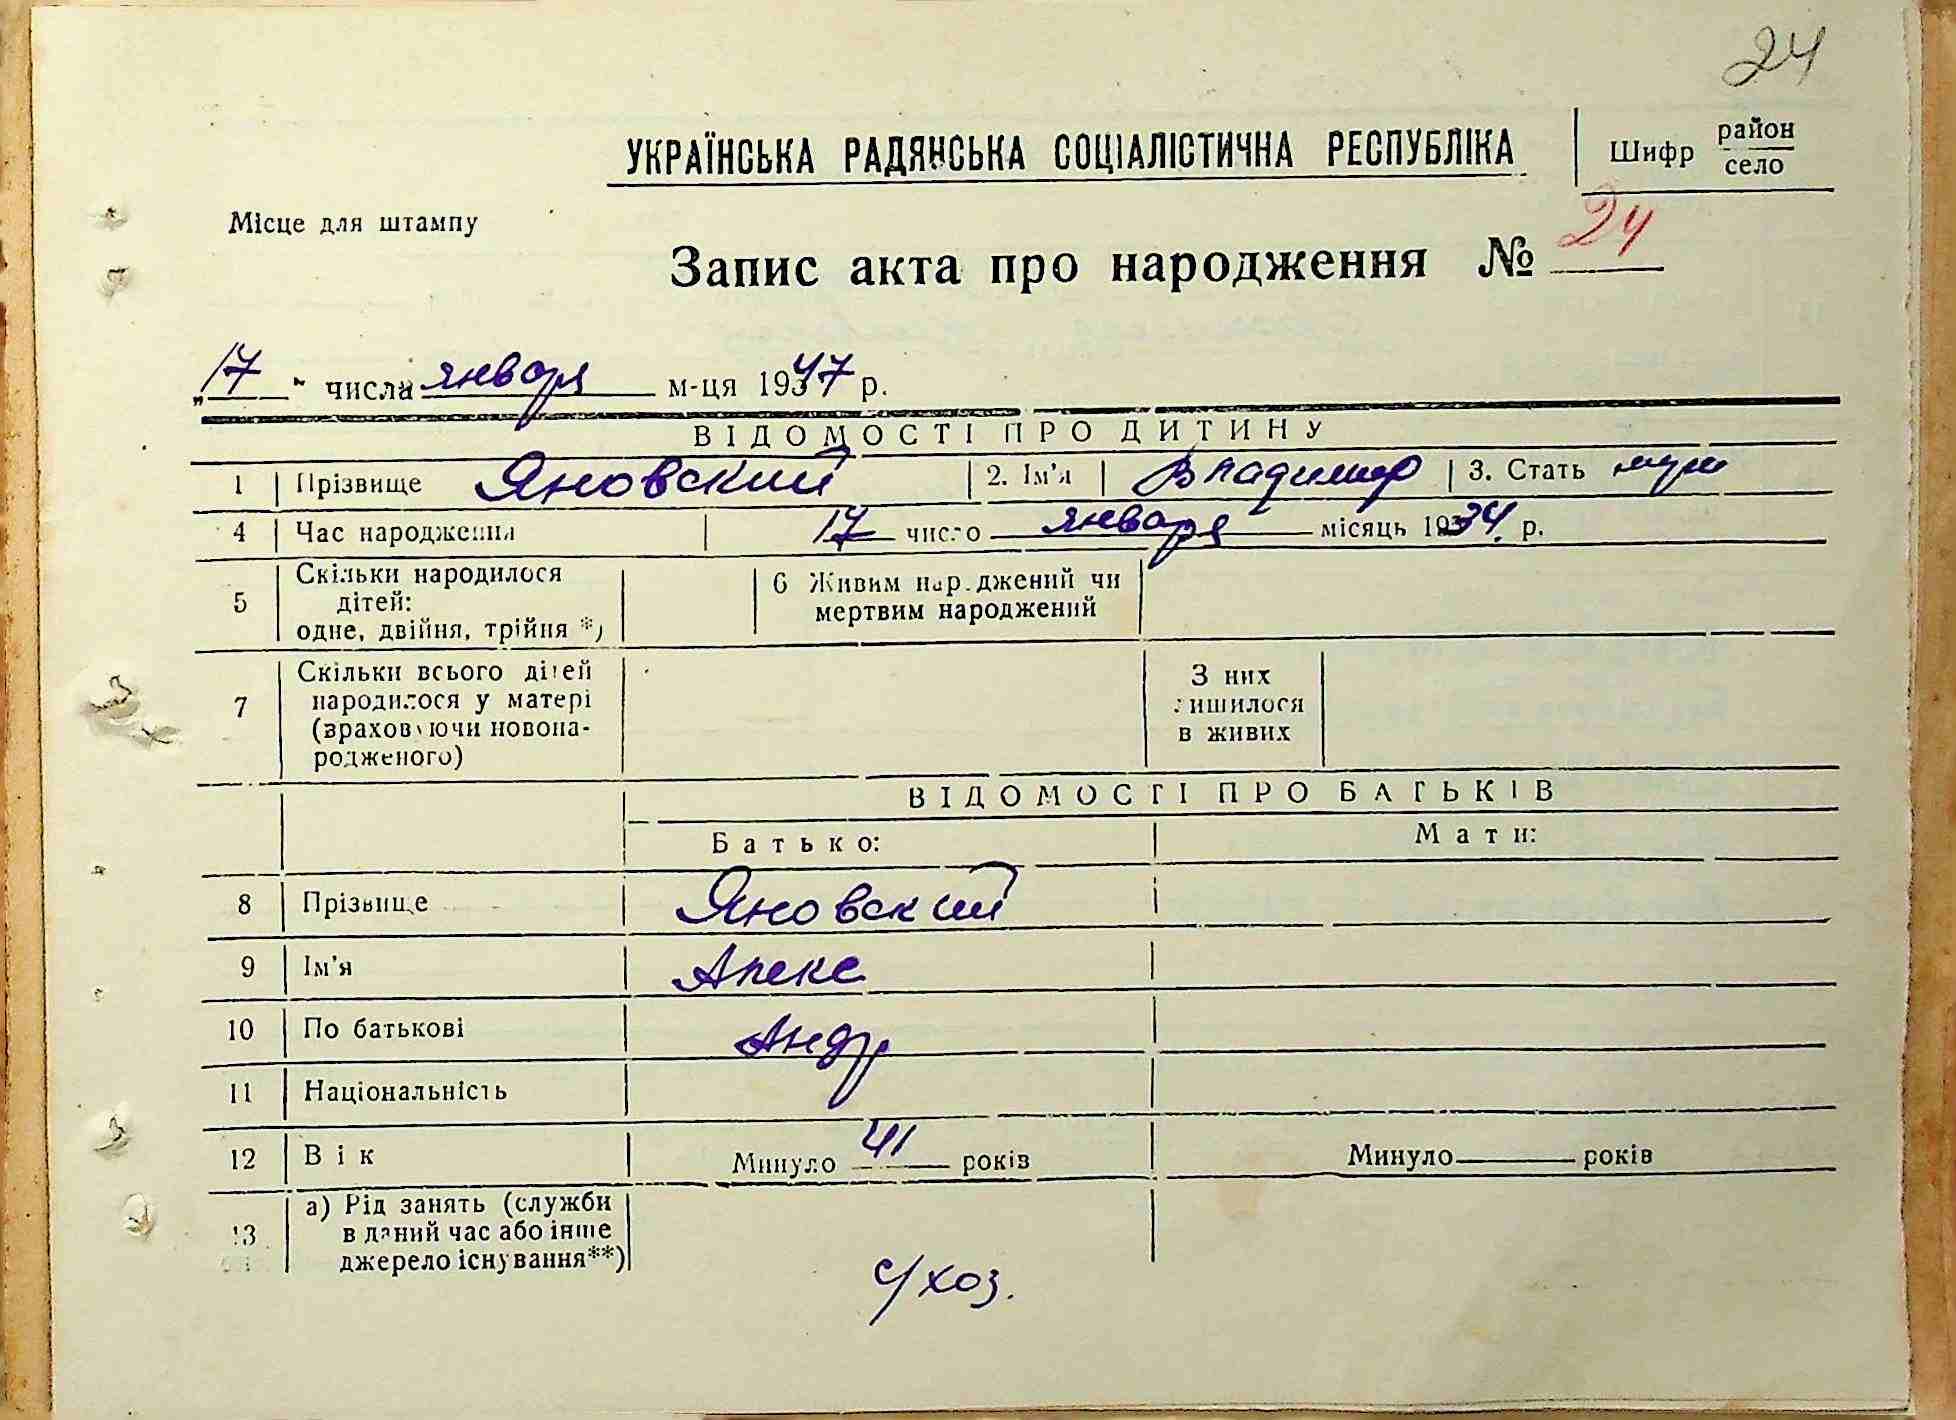 24
УКРАЇНСЬКА РАДЯНСЬКА СОЦІАЛІСТИЧНА РЕСПУБЛІКА
Шифр район
село
Місце для штампу
Запис акта про народження № 24
„17" числа января м-ця 1947 р.
ВІДОМОСТІ ПРО ДИТИНУ
1 Прізвище Яновский 2. Ім'я Владимир 3. Стать муж
4 Час народження 17 число января місяць 1934. р.
5 Скільки народилося
дітей:
одне, двійня, трійня *)
6 Живим народжений чи
мертвим народжений
7 Скільки всього дітей
народилося у матері
(враховуючи новона-
родженого)
З них
лишилося
в живих
ВІДОМОСТІ ПРО БАТЬКІВ
Батько: Мати:
8 Прізвище Яновский
9 Ім'я Алекс
10 По батькові Андр
11 Національність
12 Вік Минуло 41 років Минуло років
13 а) Рід занять (служби
в даний час або інше
джерело існування**)
с/хоз.